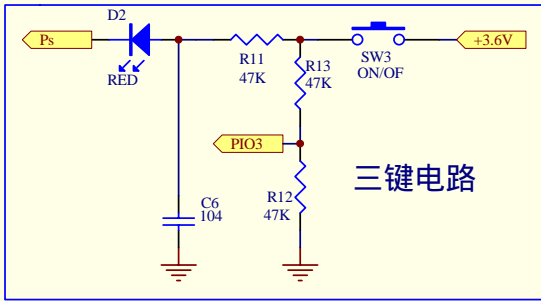 D2
Ps
RED
R11
47K
R13
47K
SW3
ON/OF
+3.6V
PIO3
R12
47K
C6
104
三键电路